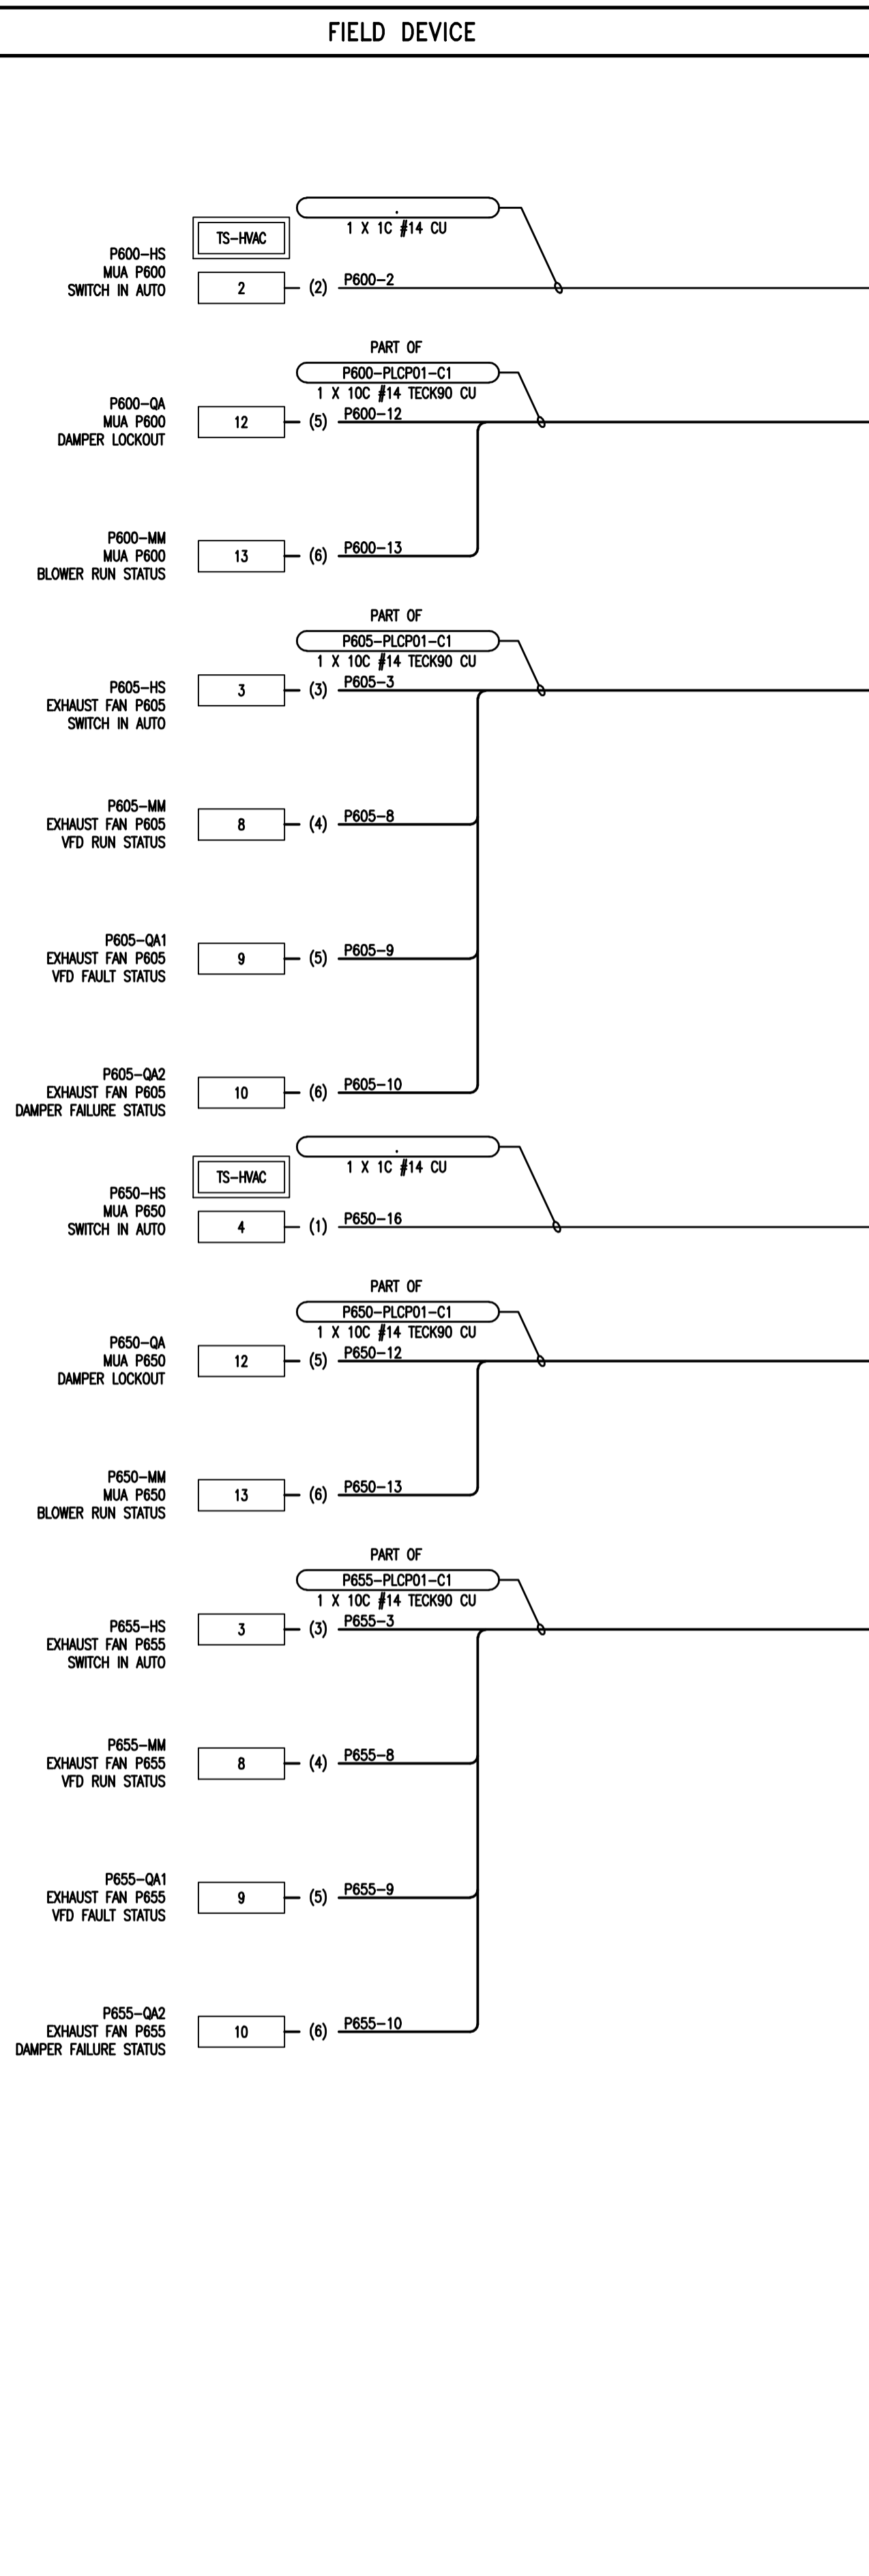 FIELD DEVICE
.
1 X 1C #14 CU
TS-HVAC
P600-HS
MUA P600
SWITCH IN AUTO
2
(2)
P600-2
PART OF
P600-PLCP01-C1
1 X 10C #14 TECK90 CU
P600-QA
MUA P600
DAMPER LOCKOUT
12
(5)
P600-12
P600-MM
MUA P600
BLOWER RUN STATUS
13
(6)
P600-13
PART OF
P605-PLCP01-C1
1 X 10C #14 TECK90 CU
P605-HS
EXHAUST FAN P605
SWITCH IN AUTO
3
(3)
P605-3
P605-MM
EXHAUST FAN P605
VFD RUN STATUS
8
(4)
P605-8
P605-QA1
EXHAUST FAN P605
VFD FAULT STATUS
9
(5)
P605-9
P605-QA2
EXHAUST FAN P605
DAMPER FAILURE STATUS
10
(6)
P605-10
.
1 X 1C #14 CU
TS-HVAC
P650-HS
MUA P650
SWITCH IN AUTO
4
(1)
P650-16
PART OF
P650-PLCP01-C1
1 X 10C #14 TECK90 CU
P650-QA
MUA P650
DAMPER LOCKOUT
12
(5)
P650-12
P650-MM
MUA P650
BLOWER RUN STATUS
13
(6)
P650-13
PART OF
P655-PLCP01-C1
1 X 10C #14 TECK90 CU
P655-HS
EXHAUST FAN P655
SWITCH IN AUTO
3
(3)
P655-3
P655-MM
EXHAUST FAN P655
VFD RUN STATUS
8
(4)
P655-8
P655-QA1
EXHAUST FAN P655
VFD FAULT STATUS
9
(5)
P655-9
P655-QA2
EXHAUST FAN P655
DAMPER FAILURE STATUS
10
(6)
P655-10